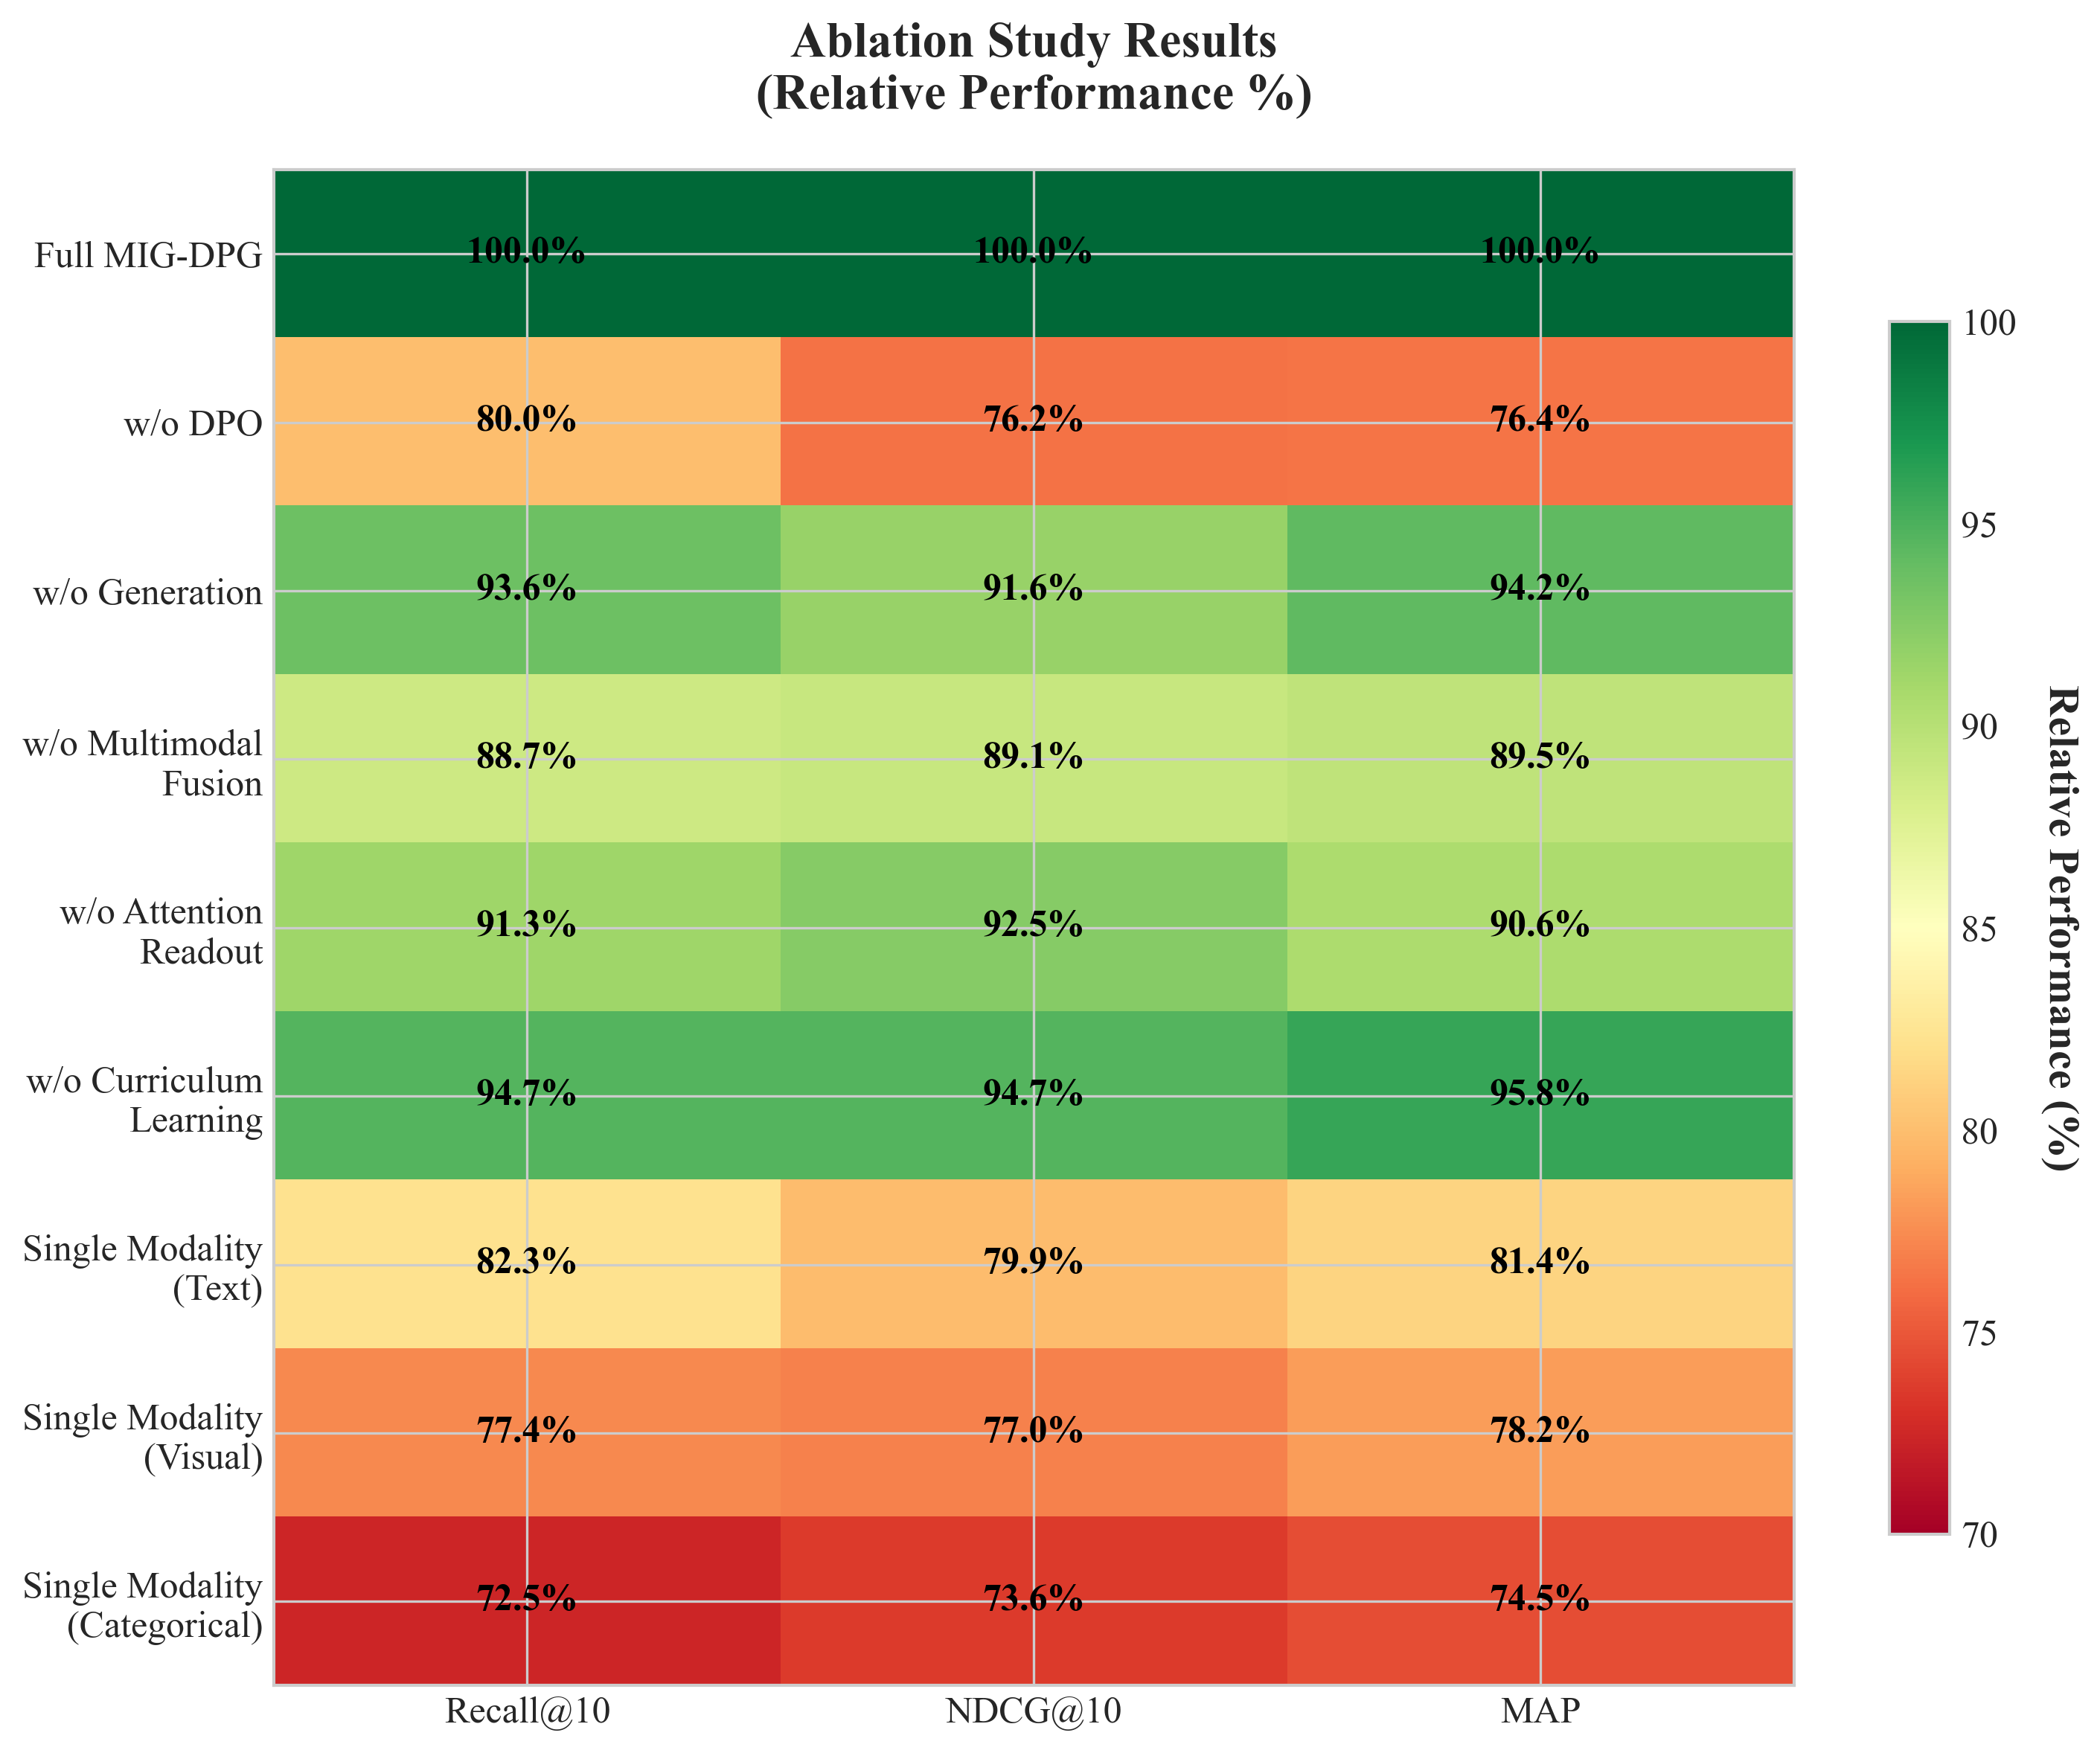 Ablation Study Results
(Relative Performance %)
Full MIG-DPG
100.0%
100.0%
100.0%
w/o DPO
80.0%
76.2%
76.4%
w/o Generation
93.6%
91.6%
94.2%
w/o Multimodal
Fusion
88.7%
89.1%
89.5%
w/o Attention
Readout
91.3%
92.5%
90.6%
w/o Curriculum
Learning
94.7%
94.7%
95.8%
Single Modality
(Text)
82.3%
79.9%
81.4%
Single Modality
(Visual)
77.4%
77.0%
78.2%
Single Modality
(Categorical)
72.5%
73.6%
74.5%
Recall@10
NDCG@10
MAP
100
95
90
85
80
75
70
Relative Performance (%)